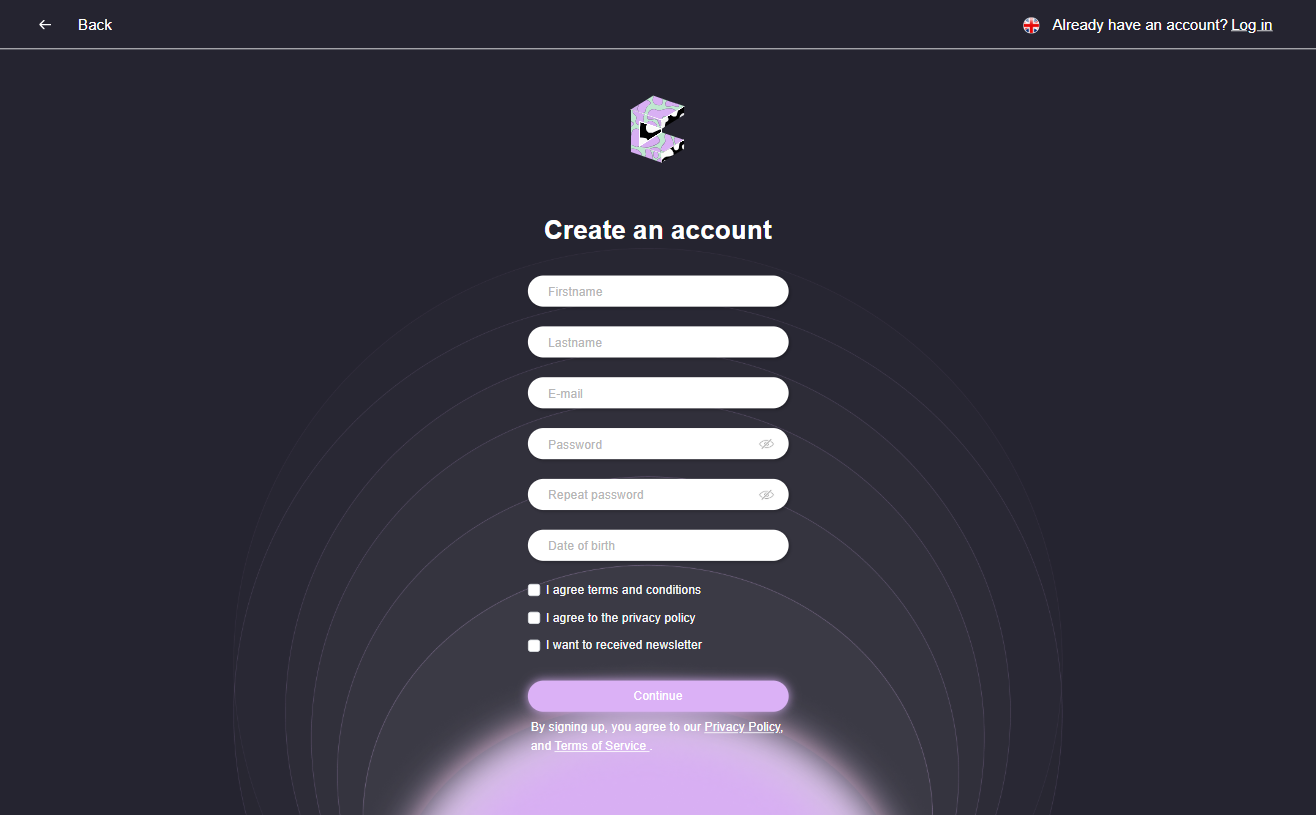 Back
Already have an account? Log in
Create an account
Firstname
Lastname
E-mail
Password
Repeat password
Date of birth
I agree terms and conditions
I agree to the privacy policy
I want to received newsletter
Continue
By signing up, you agree to our Privacy Policy,
and Terms of Service .